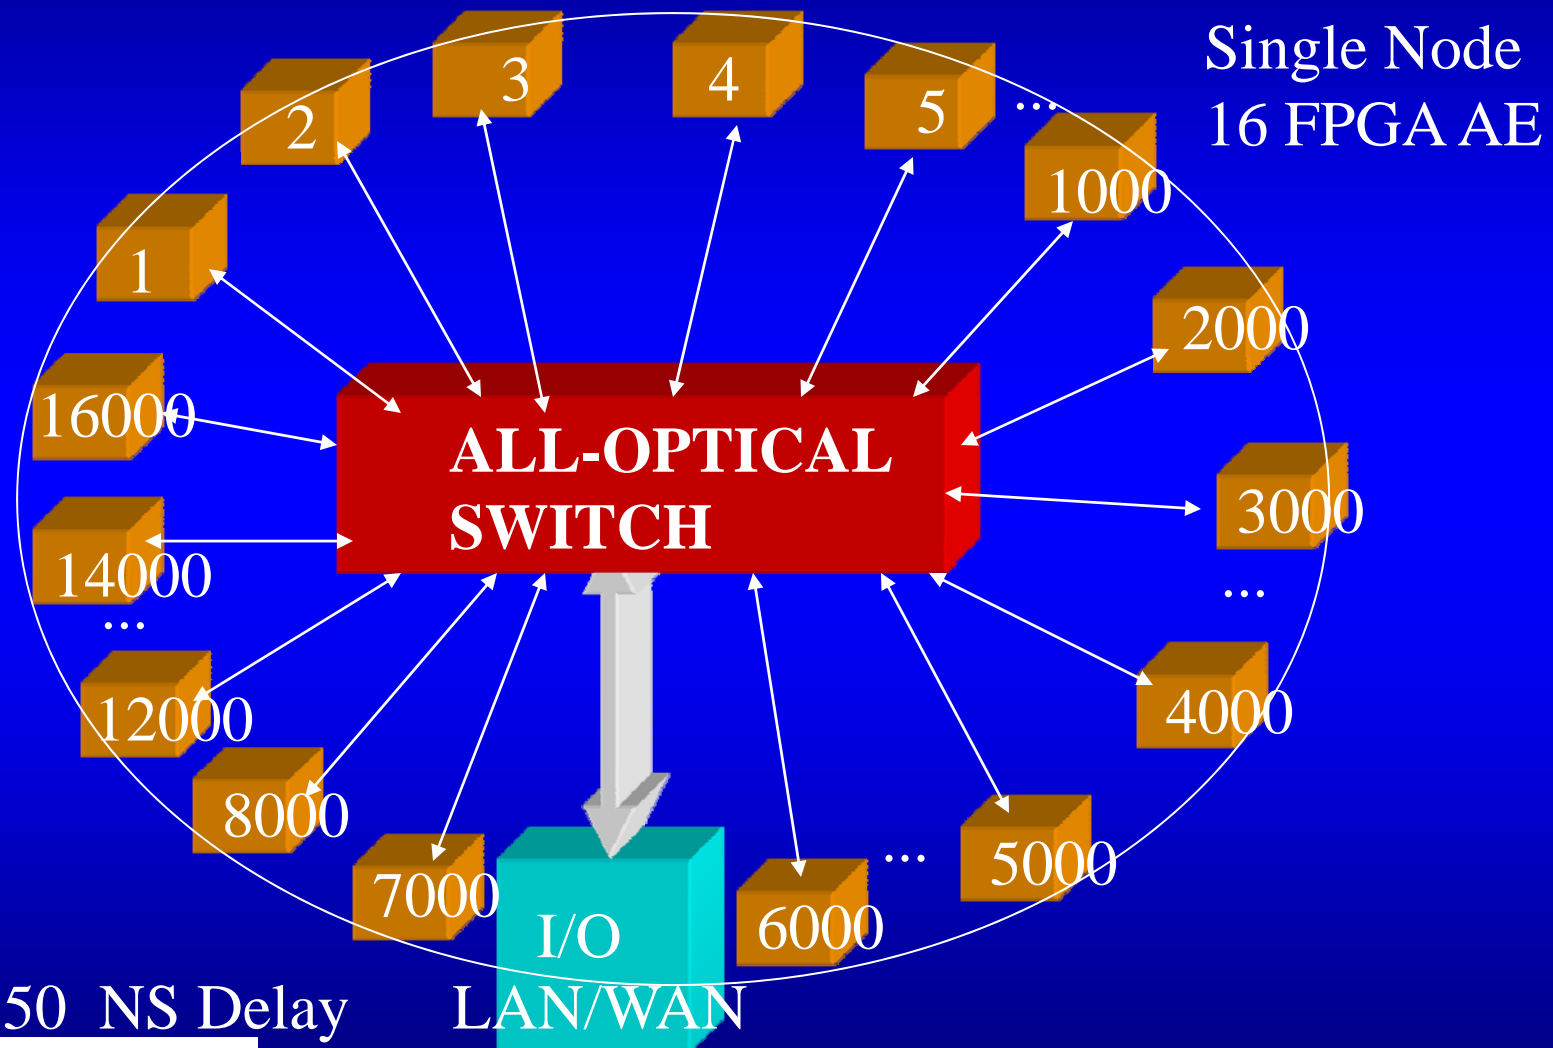 Single Node
16 FPGA AE
3
4
5
...
2
1000
1
2000
16000
ALL-OPTICAL
SWITCH
3000
14000
...
...
12000
4000
8000
7000
I/O
6000
...
5000
50 NS Delay
LAN/WAN